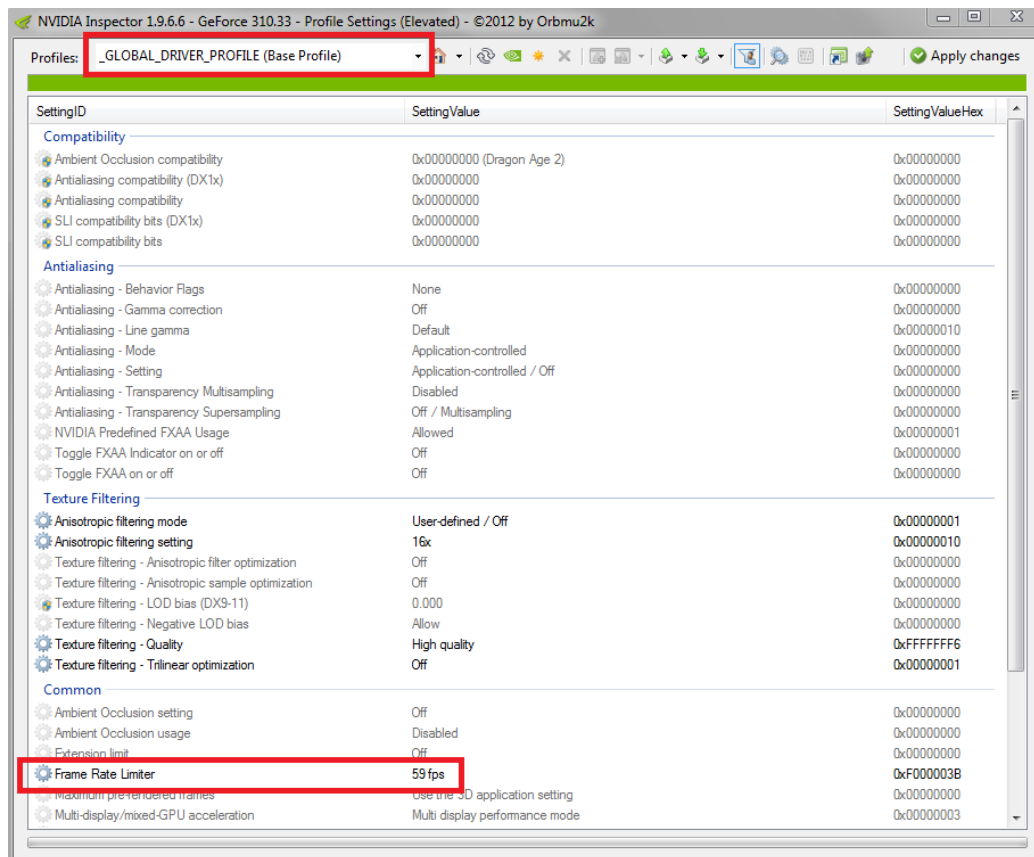 NVIDIA Inspector 1.9.6.6 - GeForce 310.33 - Profile Settings (Elevated) - ©2012 by Orbmu2k
Profiles: _GLOBAL_DRIVER_PROFILE (Base Profile) Apply changes
SettingID SettingValue SettingValueHex
Compatibility
Ambient Occlusion compatibility 0x00000000 (Dragon Age 2) 0x00000000
Antialiasing compatibility (DX1x) 0x00000000 0x00000000
Antialiasing compatibility 0x00000000 0x00000000
SLI compatibility bits (DX1x) 0x00000000 0x00000000
SLI compatibility bits 0x00000000 0x00000000
Antialiasing
Antialiasing - Behavior Flags None 0x00000000
Antialiasing - Gamma correction Off 0x00000000
Antialiasing - Line gamma Default 0x00000010
Antialiasing - Mode Application-controlled 0x00000000
Antialiasing - Setting Application-controlled / Off 0x00000000
Antialiasing - Transparency Multisampling Disabled 0x00000000
Antialiasing - Transparency Supersampling Off / Multisampling 0x00000000
NVIDIA Predefined FXAA Usage Allowed 0x00000001
Toggle FXAA Indicator on or off Off 0x00000000
Toggle FXAA on or off Off 0x00000000
Texture Filtering
Anisotropic filtering mode User-defined / Off 0x00000001
Anisotropic filtering setting 16x 0x00000010
Texture filtering - Anisotropic filter optimization Off 0x00000000
Texture filtering - Anisotropic sample optimization Off 0x00000000
Texture filtering - LOD bias (DX9-11) 0.000 0x00000000
Texture filtering - Negative LOD bias Allow 0x00000000
Texture filtering - Quality High quality 0xFFFFFFF6
Texture filtering - Trilinear optimization Off 0x00000001
Common
Ambient Occlusion setting Off 0x00000000
Ambient Occlusion usage Disabled 0x00000000
Extension limit Off 0x00000000
Frame Rate Limiter 59 fps 0xF000003B
Maximum pre-rendered frames Use the 3D application setting 0x00000000
Multi-display/mixed-GPU acceleration Multi display performance mode 0x00000003